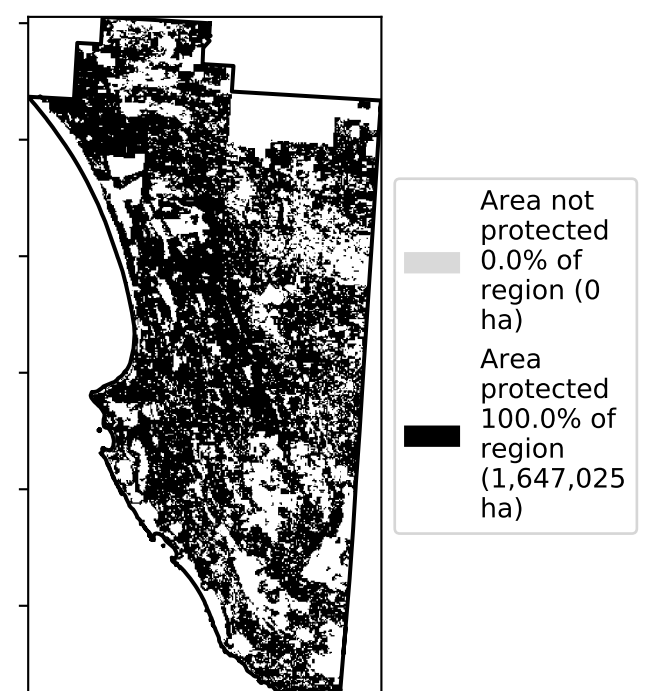 Area not
protected
0.0% of
region (0
ha)
Area
protected
100.0% of
region
(1,647,025
ha)